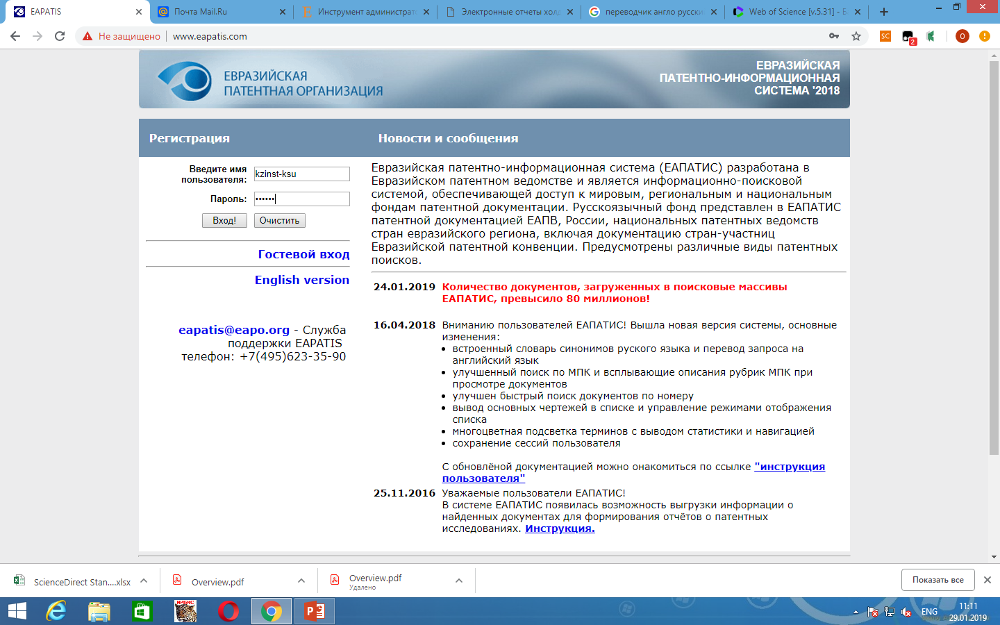 EAPATIS
Почта Mail.Ru
Инструмент администрат
Электронные отчеты хол
переводчик англо русски
Web of Science [v.5.31] - Б
Не защищено
www.eapatis.com
SC
2
O
ЕВРАЗИЙСКАЯ
ПАТЕНТНАЯ ОРГАНИЗАЦИЯ
ЕВРАЗИЙСКАЯ
ПАТЕНТНО-ИНФОРМАЦИОННАЯ
СИСТЕМА '2018
Регистрация
Новости и сообщения
Введите имя
пользователя:
kzinst-ksu
Пароль:
••••••
Вход!
Очистить
Гостевой вход
English version
eapatis@eapo.org - Служба
поддержки EAPATIS
телефон: +7(495)623-35-90
Евразийская патентно-информационная система (ЕАПАТИС) разработана в
Евразийском патентном ведомстве и является информационно-поисковой
системой, обеспечивающей доступ к мировым, региональным и национальным
фондам патентной документации. Русскоязычный фонд представлен в ЕАПАТИС
патентной документацией ЕАПВ, России, национальных патентных ведомств
стран евразийского региона, включая документацию стран-участниц
Евразийской патентной конвенции. Предусмотрены различные виды патентных
поисков.
24.01.2019 Количество документов, загруженных в поисковые массивы
ЕАПАТИС, превысило 80 миллионов!
16.04.2018 Вниманию пользователей ЕАПАТИС! Вышла новая версия системы, основные
изменения:
• встроенный словарь синонимов руского языка и перевод запроса на
английский язык
• улучшенный поиск по МПК и всплывающие описания рубрик МПК при
просмотре документов
• улучшен быстрый поиск документов по номеру
• вывод основных чертежей в списке и управление режимами отображения
списка
• многоцветная подсветка терминов с выводом статистики и навигацией
• сохранение сессий пользователя
С обновлёной документацией можно онакомиться по ссылке "инструкция
пользователя"
25.11.2016 Уважаемые пользователи ЕАПАТИС!
В системе ЕАПАТИС появилась возможность выгрузки информации о
найденных документах для формирования отчётов о патентных
исследованиях. Инструкция.
ScienceDirect Stan....xlsx
Overview.pdf
Overview.pdf
Удалено
Показать все
ИРБИС
ENG
11:11
29.01.2019